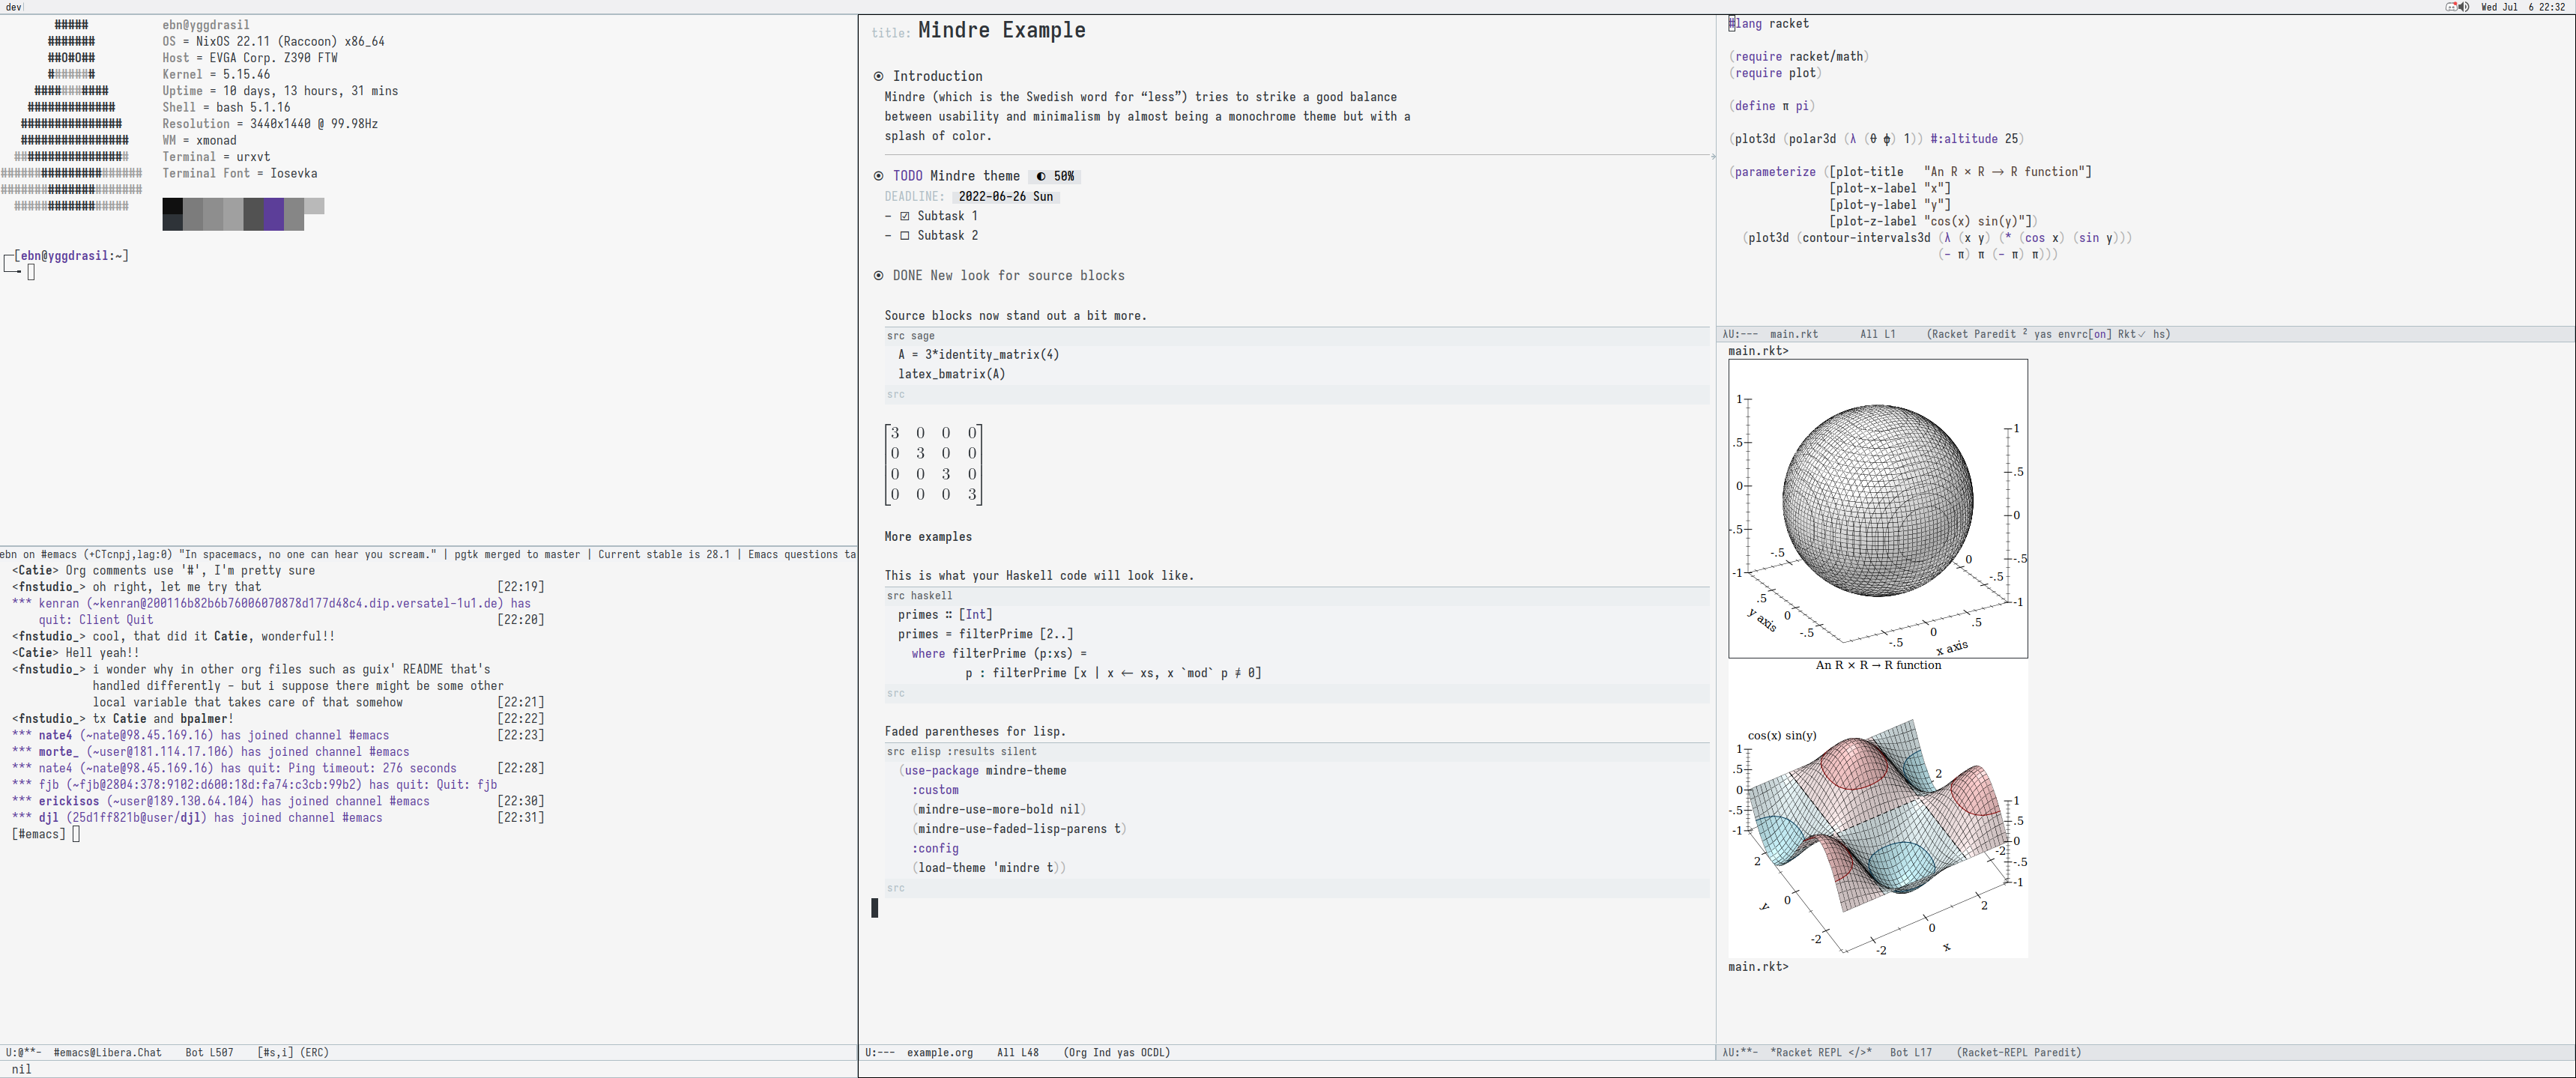 dev
Wed Jul  6 22:32
ebn@yggdrasil
OS = NixOS 22.11 (Raccoon) x86_64
Host = EVGA Corp. Z390 FTW
Kernel = 5.15.46
Uptime = 10 days, 13 hours, 31 mins
Shell = bash 5.1.16
Resolution = 3440x1440 @ 99.98Hz
WM = xmonad
Terminal = urxvt
Terminal Font = Iosevka
#####
#######
##O#O##
#######
###########
#############
###############
################
#################
#####################
#####################
#################
[ebn@yggdrasil:~]
ebn on #emacs (+CTcnpj,lag:0) "In spacemacs, no one can hear you scream." | pgtk merged to master | Current stable is 28.1 | Emacs questions ta
<Catie> Org comments use '#', I'm pretty sure
<fnstudio_> oh right, let me try that [22:19]
*** kenran (~kenran@200116b82b6b76006070878d177d48c4.dip.versatel-1u1.de) has
quit: Client Quit [22:20]
<fnstudio_> cool, that did it Catie, wonderful!!
<Catie> Hell yeah!!
<fnstudio_> i wonder why in other org files such as guix' README that's
handled differently - but i suppose there might be some other
local variable that takes care of that somehow [22:21]
<fnstudio_> tx Catie and bpalmer! [22:22]
*** nate4 (~nate@98.45.169.16) has joined channel #emacs [22:23]
*** morte_ (~user@181.114.17.106) has joined channel #emacs
*** nate4 (~nate@98.45.169.16) has quit: Ping timeout: 276 seconds [22:28]
*** fjb (~fjb@2804:378:9102:d600:18d:fa74:c3cb:99b2) has quit: Quit: fjb
*** erickisos (~user@189.130.64.104) has joined channel #emacs [22:30]
*** djl (25d1ff821b@user/djl) has joined channel #emacs [22:31]
[#emacs]
U:@**-  #emacs@Libera.Chat    Bot L507    [#s,i] (ERC)
nil
title: Mindre Example
Introduction
Mindre (which is the Swedish word for “less”) tries to strike a good balance
between usability and minimalism by almost being a monochrome theme but with a
splash of color.
TODO Mindre theme ◐ 50%
DEADLINE: 2022-06-26 Sun
- ☑ Subtask 1
- ☐ Subtask 2
DONE New look for source blocks
Source blocks now stand out a bit more.
src sage
A = 3*identity_matrix(4)
latex_bmatrix(A)
src
3 0 0 0
0 3 0 0
0 0 3 0
0 0 0 3
More examples
This is what your Haskell code will look like.
src haskell
primes :: [Int]
primes = filterPrime [2..]
where filterPrime (p:xs) =
p : filterPrime [x | x ← xs, x `mod` p ≠ 0]
src
Faded parentheses for lisp.
src elisp :results silent
(use-package mindre-theme
:custom
(mindre-use-more-bold nil)
(mindre-use-faded-lisp-parens t)
:config
(load-theme 'mindre t))
src
U:---  example.org    All L48    (Org Ind yas OCDL)
#lang racket
(require racket/math)
(require plot)
(define π pi)
(plot3d (polar3d (λ (θ ϕ) 1)) #:altitude 25)
(parameterize ([plot-title   "An R × R → R function"]
[plot-x-label "x"]
[plot-y-label "y"]
[plot-z-label "cos(x) sin(y)"])
(plot3d (contour-intervals3d (λ (x y) (* (cos x) (sin y)))
(- π) π (- π) π)))
λU:---  main.rkt      All L1     (Racket Paredit ² yas envrc[on] Rkt✓ hs)
main.rkt>
1
.5
0
-.5
-1
1
.5
0
-.5
-1
-.5
0
-.5
.5
0
-.5
y axis
-.5
0
.5
x axis
An R × R → R function
cos(x) sin(y)
1
.5
0
-.5
-1
2
1
.5
0
-.5
-1
-2
2
0
-2
y
-2
0
2
x
main.rkt>
λU:**-  *Racket REPL </>*   Bot L17    (Racket-REPL Paredit)